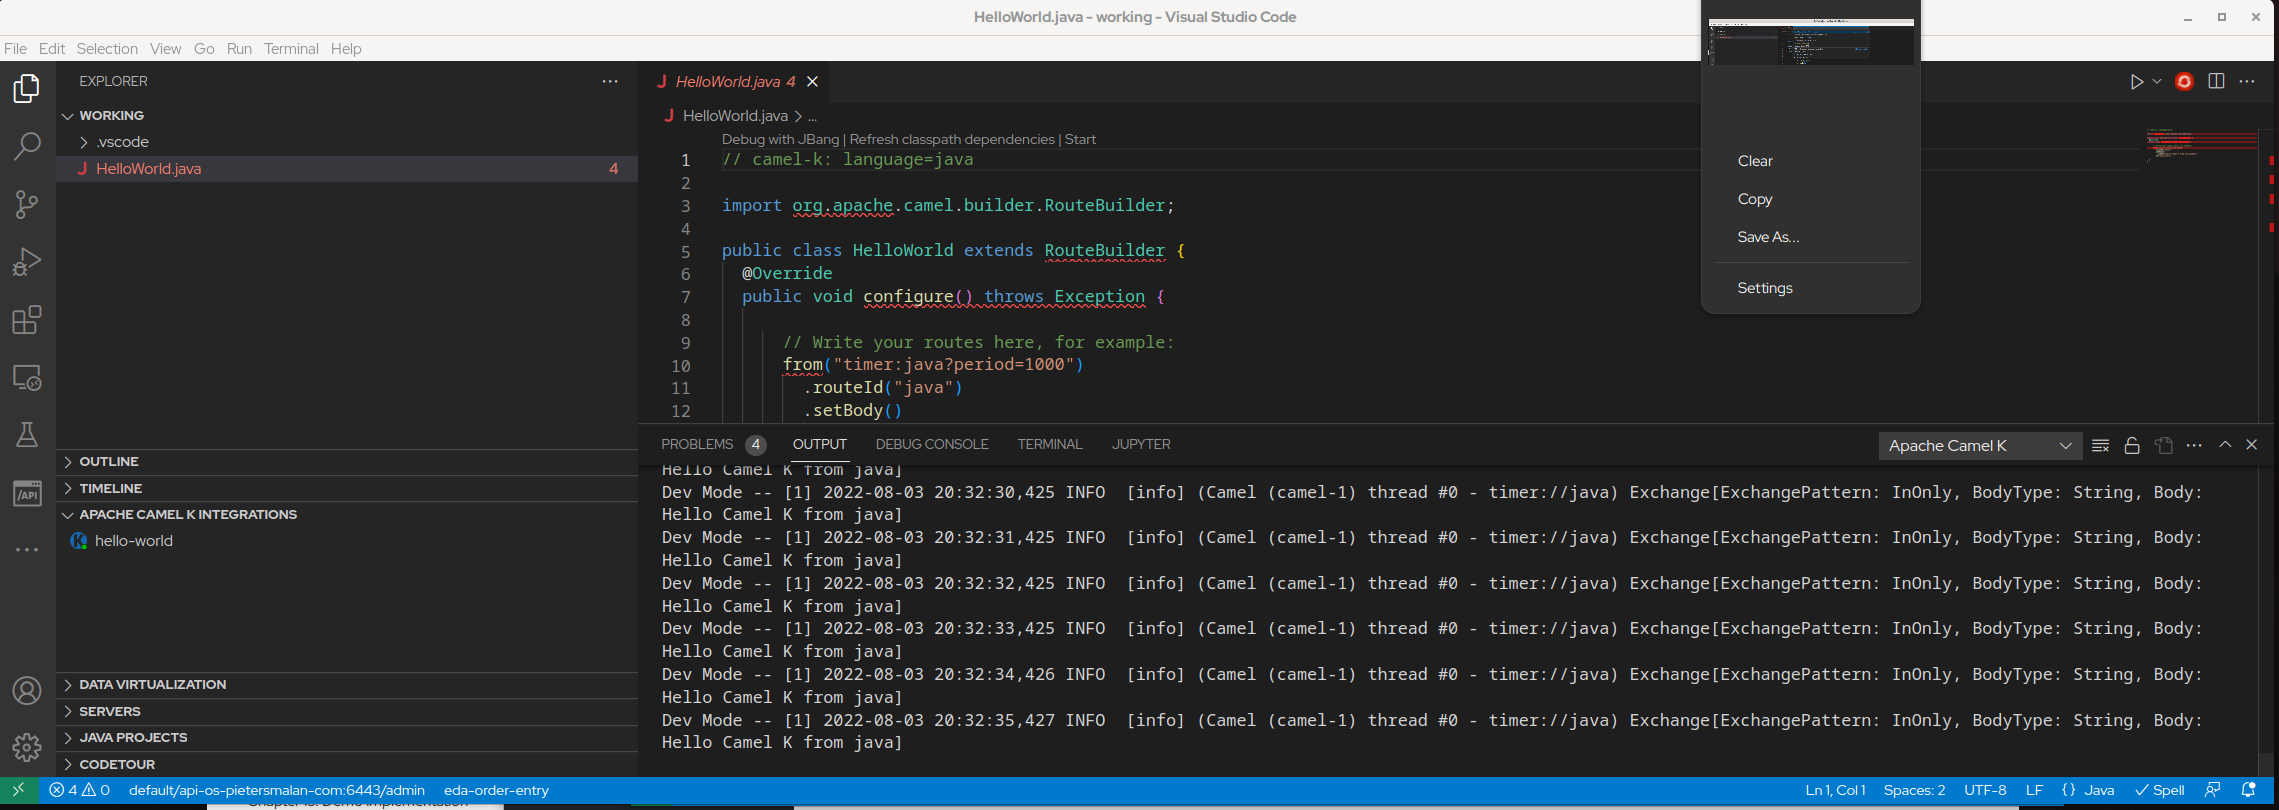 HelloWorld.java - working - Visual Studio Code
File Edit Selection View Go Run Terminal Help
EXPLORER
WORKING
.vscode
HelloWorld.java 4
OUTLINE
TIMELINE
APACHE CAMEL K INTEGRATIONS
hello-world
DATA VIRTUALIZATION
SERVERS
JAVA PROJECTS
CODETOUR
/API
HelloWorld.java 4
HelloWorld.java > ...
Debug with JBang | Refresh classpath dependencies | Start
1 // camel-k: language=java
2
3 import org.apache.camel.builder.RouteBuilder;
4
5 public class HelloWorld extends RouteBuilder {
6 @Override
7 public void configure() throws Exception {
8
9 // Write your routes here, for example:
10 from("timer:java?period=1000")
11 .routeId("java")
12 .setBody()
Clear
Copy
Save As...
Settings
PROBLEMS 4 OUTPUT DEBUG CONSOLE TERMINAL JUPYTER
Apache Camel K
Hello Camel K from java]
Dev Mode -- [1] 2022-08-03 20:32:30,425 INFO [info] (Camel (camel-1) thread #0 - timer://java) Exchange[ExchangePattern: InOnly, BodyType: String, Body:
Hello Camel K from java]
Dev Mode -- [1] 2022-08-03 20:32:31,425 INFO [info] (Camel (camel-1) thread #0 - timer://java) Exchange[ExchangePattern: InOnly, BodyType: String, Body:
Hello Camel K from java]
Dev Mode -- [1] 2022-08-03 20:32:32,425 INFO [info] (Camel (camel-1) thread #0 - timer://java) Exchange[ExchangePattern: InOnly, BodyType: String, Body:
Hello Camel K from java]
Dev Mode -- [1] 2022-08-03 20:32:33,425 INFO [info] (Camel (camel-1) thread #0 - timer://java) Exchange[ExchangePattern: InOnly, BodyType: String, Body:
Hello Camel K from java]
Dev Mode -- [1] 2022-08-03 20:32:34,426 INFO [info] (Camel (camel-1) thread #0 - timer://java) Exchange[ExchangePattern: InOnly, BodyType: String, Body:
Hello Camel K from java]
Dev Mode -- [1] 2022-08-03 20:32:35,427 INFO [info] (Camel (camel-1) thread #0 - timer://java) Exchange[ExchangePattern: InOnly, BodyType: String, Body:
Hello Camel K from java]
4 0 default/api-os-pietersmalan-com:6443/admin eda-order-entry
Ln 1, Col 1 Spaces: 2 UTF-8 LF {} Java Spell